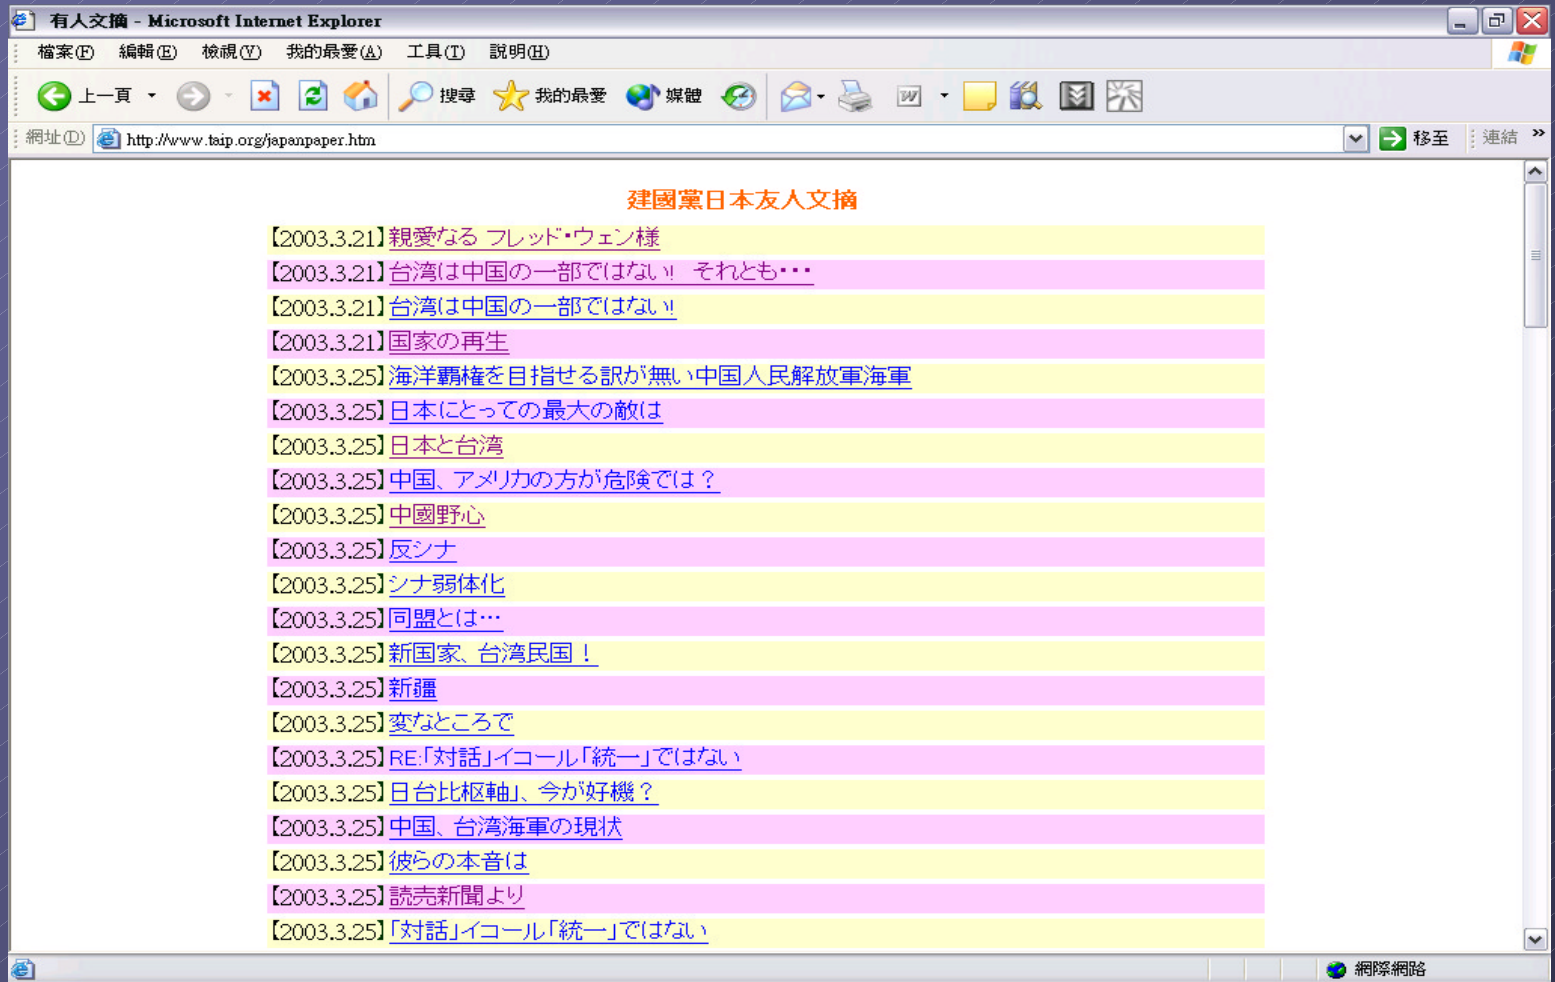 有人文摘 - Microsoft Internet Explorer
檔案(F) 編輯(E) 檢視(V) 我的最愛(A) 工具(T) 說明(H)
上一頁 搜尋 我的最愛 媒體
網址(D) http://www.taip.org/japanpaper.htm 移至 連結 »
建國黨日本友人文摘
【2003.3.21】親愛なる フレッド・ウェン様
【2003.3.21】台湾は中国の一部ではない! それとも・・・
【2003.3.21】台湾は中国の一部ではない!
【2003.3.21】国家の再生
【2003.3.25】海洋覇権を目指せる訳が無い中国人民解放軍海軍
【2003.3.25】日本にとっての最大の敵は
【2003.3.25】日本と台湾
【2003.3.25】中国、アメリカの方が危険では？
【2003.3.25】中國野心
【2003.3.25】反シナ
【2003.3.25】シナ弱体化
【2003.3.25】同盟とは…
【2003.3.25】新国家、台湾民国！
【2003.3.25】新疆
【2003.3.25】変なところで
【2003.3.25】RE:「対話」イコール「統一」ではない
【2003.3.25】日台比枢軸」、今が好機？
【2003.3.25】中国、台湾海軍の現状
【2003.3.25】彼らの本音は
【2003.3.25】読売新聞より
【2003.3.25】「対話」イコール「統一」ではない
網際網路